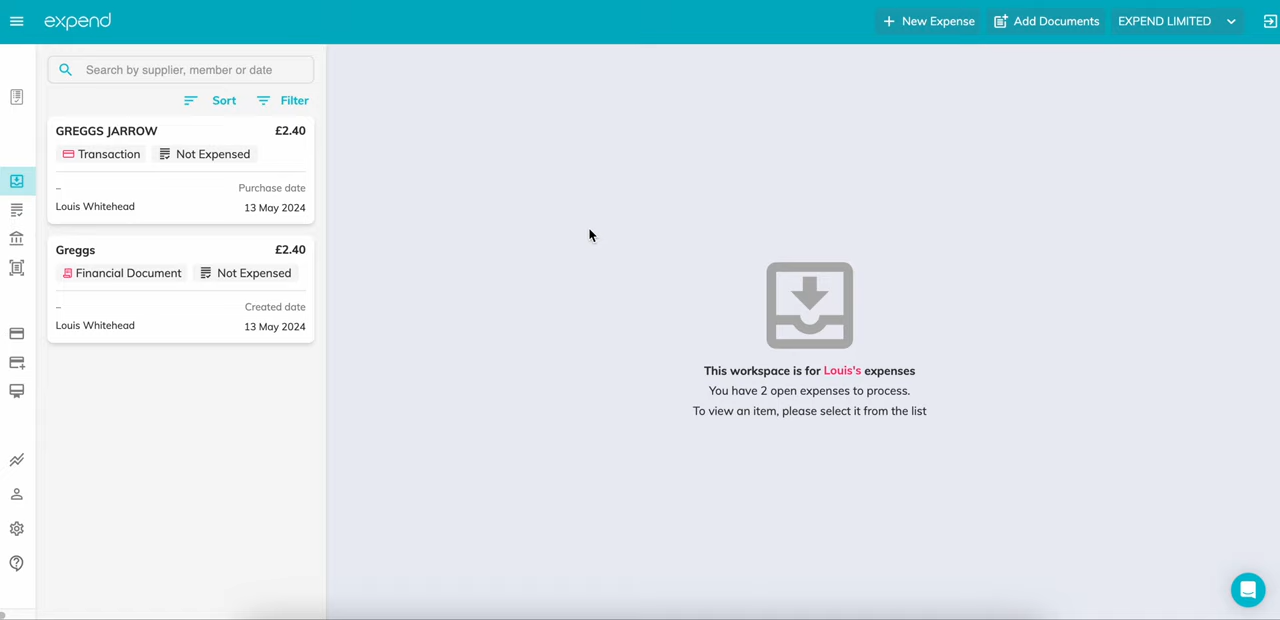 expend
New Expense
Add Documents
EXPEND LIMITED
Search by supplier, member or date
Sort
Filter
GREGGS JARROW £2.40
Transaction Not Expensed
– Purchase date
Louis Whitehead 13 May 2024
Greggs £2.40
Financial Document Not Expensed
– Created date
Louis Whitehead 13 May 2024
This workspace is for Louis's expenses
You have 2 open expenses to process.
To view an item, please select it from the list